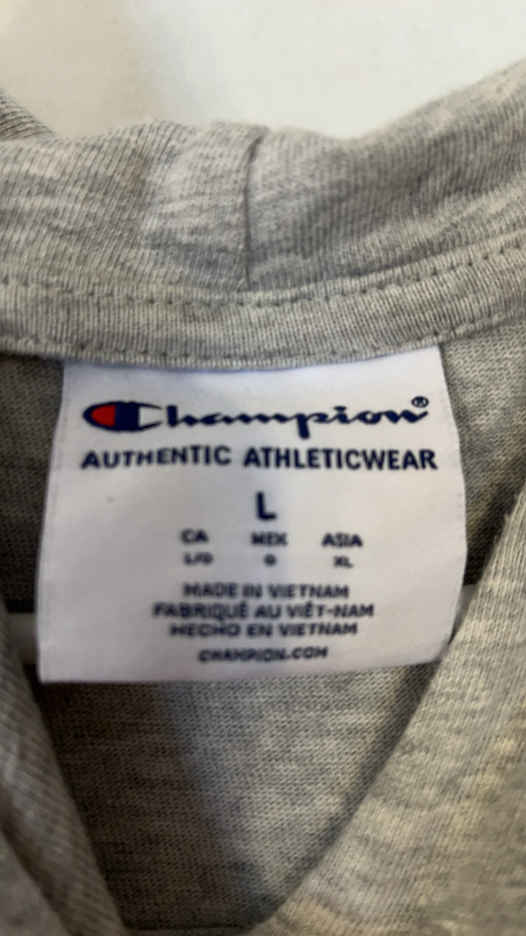 Champion®
AUTHENTIC ATHLETICWEAR
L
CA MEX ASIA
L/G G XL
MADE IN VIETNAM
FABRIQUÉ AU VIÊT-NAM
HECHO EN VIETNAM
CHAMPION.COM